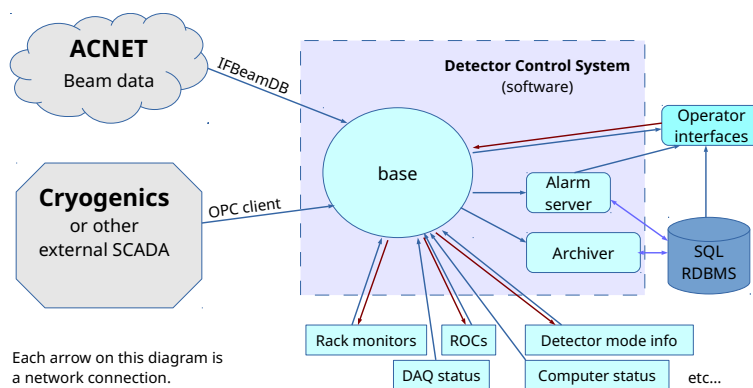 ACNET
Beam data
IFBeamDB
Detector Control System
(software)
Operator
interfaces
base
Cryogenics
or other
external SCADA
OPC client
Alarm
server
Archiver
SQL
RDBMS
Rack monitors
ROCs
Detector mode info
DAQ status
Computer status
etc...
Each arrow on this diagram is
a network connection.